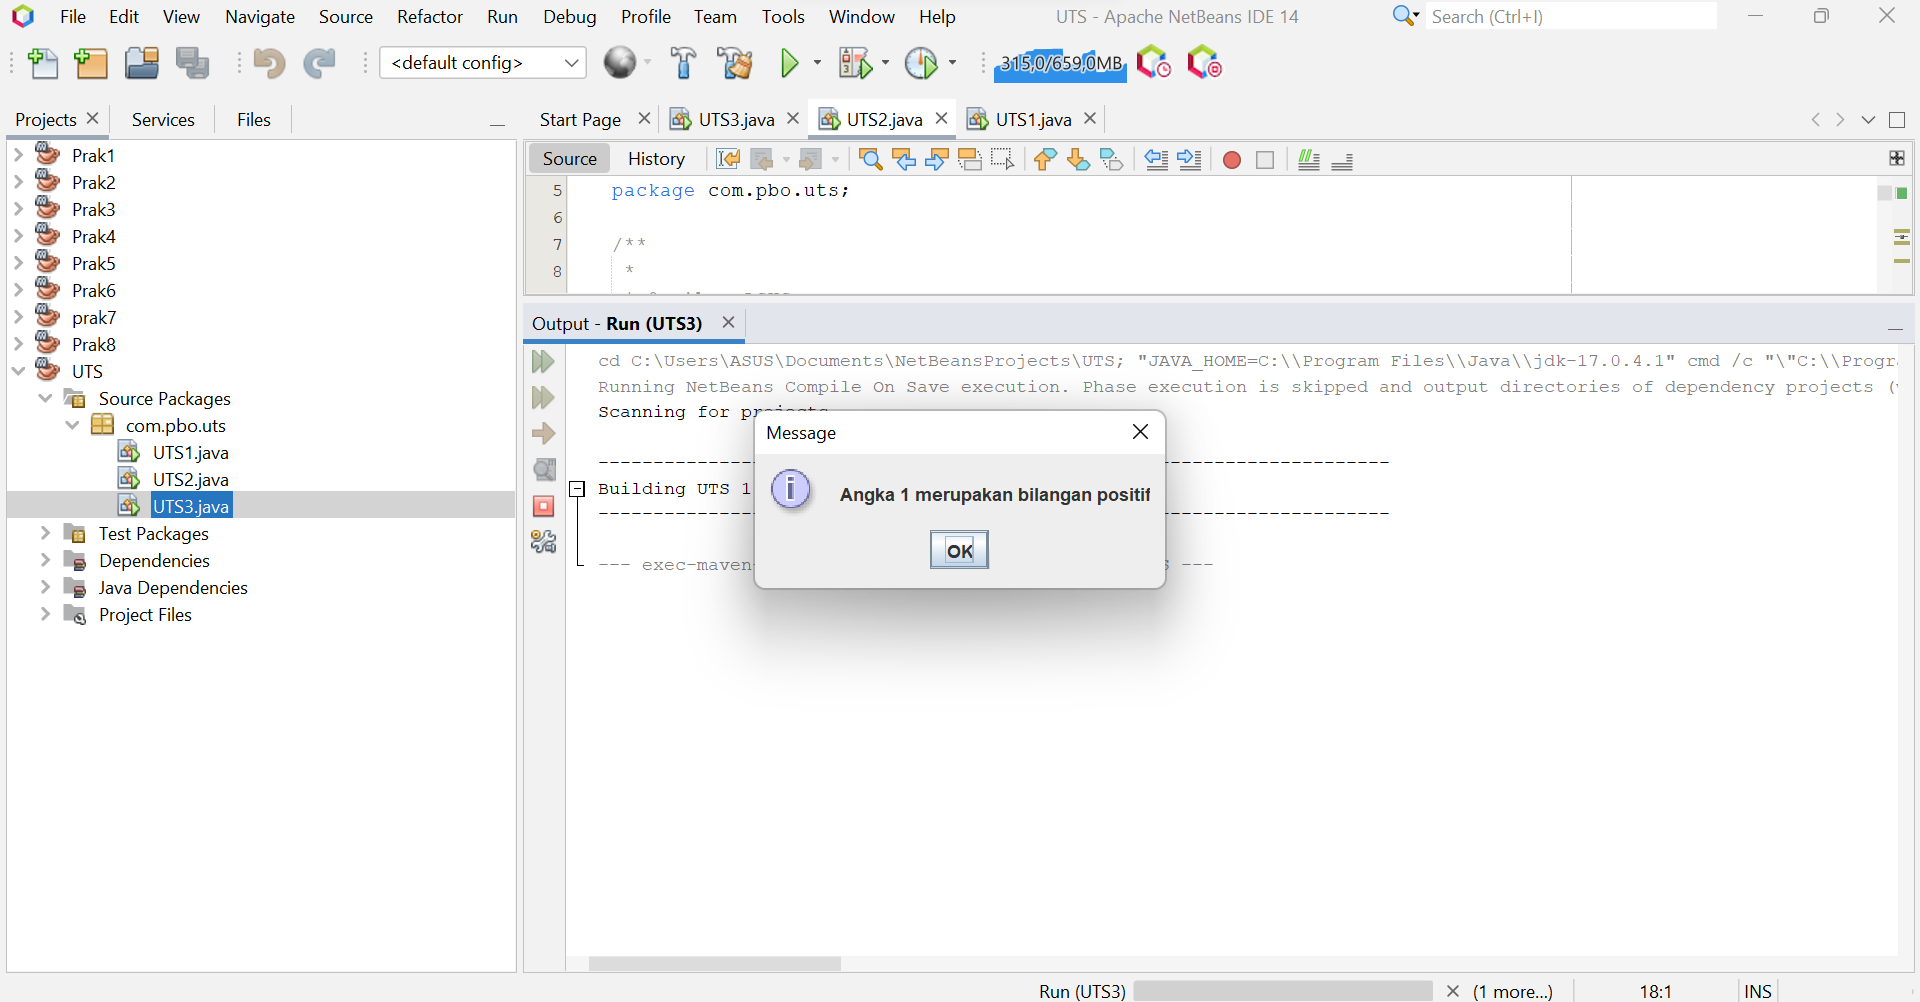 File Edit View Navigate Source Refactor Run Debug Profile Team Tools Window Help UTS - Apache NetBeans IDE 14 Search (Ctrl+I)
<default config> 315,0/659,0MB
Projects Services Files Start Page UTS3.java UTS2.java UTS1.java
Source History
Prak1
Prak2
Prak3
Prak4
Prak5
Prak6
prak7
Prak8
UTS
Source Packages
com.pbo.uts
UTS1.java
UTS2.java
UTS3.java
Test Packages
Dependencies
Java Dependencies
Project Files
5 package com.pbo.uts;
6
7 /**
8 *
Output - Run (UTS3)
cd C:\Users\ASUS\Documents\NetBeansProjects\UTS; "JAVA_HOME=C:\\Program Files\\Java\\jdk-17.0.4.1" cmd /c "\"C:\\Progr
Running NetBeans Compile On Save execution. Phase execution is skipped and output directories of dependency projects (
Scanning for projects
Building UTS 1
--- exec-maven- ---
Message
Angka 1 merupakan bilangan positif
OK
Run (UTS3) (1 more...) 18:1 INS